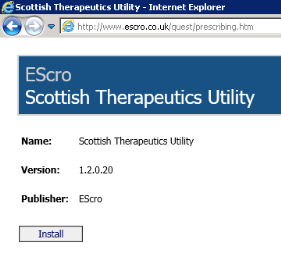 Scottish Therapeutics Utility - Internet Explorer
http://www.escro.co.uk/quest/prescribing.htm
EScro
Scottish Therapeutics Utility
Name: Scottish Therapeutics Utility
Version: 1.2.0.20
Publisher: EScro
Install